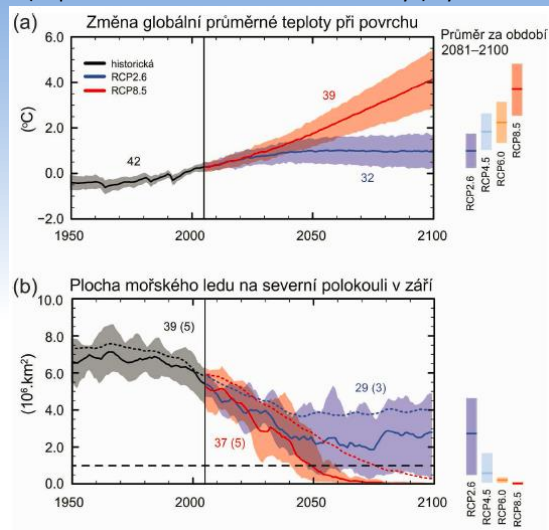 (a) Změna globální průměrné teploty při povrchu
Průměr za období
2081–2100
6.0
4.0
2.0
0.0
−2.0
(°C)
historická
RCP2.6
RCP8.5
39
42
32
1950
2000
2050
2100
RCP2.6
RCP4.5
RCP6.0
RCP8.5
(b) Plocha mořského ledu na severní polokouli v září
10.0
8.0
6.0
4.0
2.0
0.0
(10⁶.km²)
39 (5)
29 (3)
37 (5)
1950
2000
2050
2100
RCP2.6
RCP4.5
RCP6.0
RCP8.5